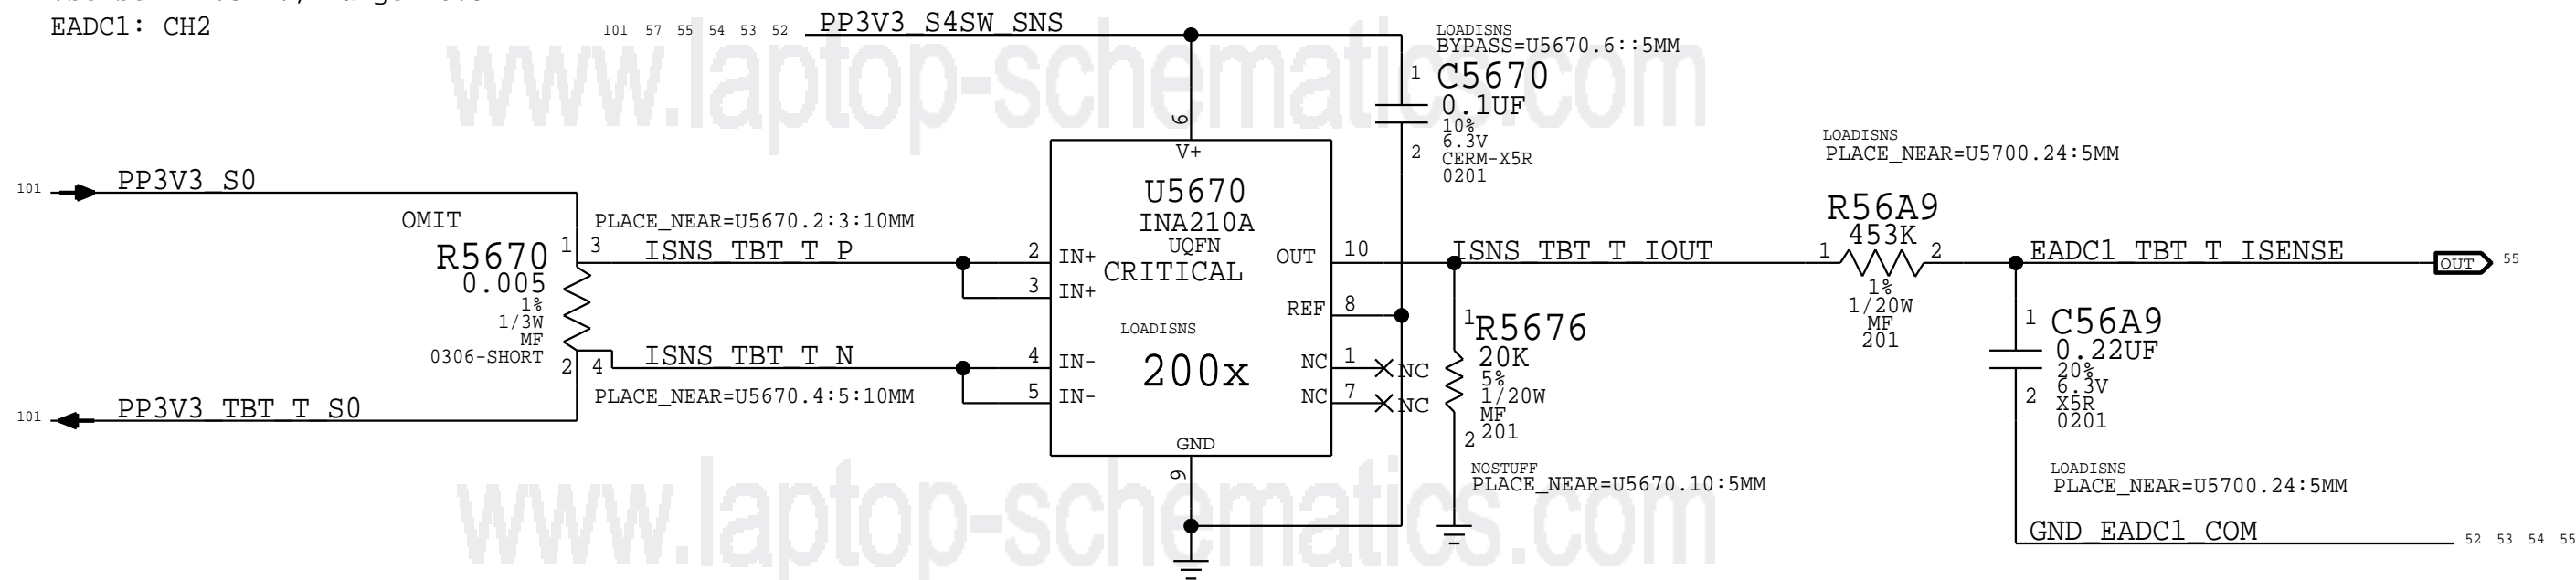 EADC1: CH2
101 57 55 54 53 52 PP3V3_S4SW_SNS
www.laptop-schematics.com
LOADISNS
BYPASS=U5670.6::5MM
1 C5670
0.1UF
10%
6.3V
2 CERM-X5R
0201
6
V+
LOADISNS
PLACE_NEAR=U5700.24:5MM
101 PP3V3_S0
OMIT
PLACE_NEAR=U5670.2:3:10MM
R5670 1 3 ISNS_TBT_T_P
0.005
1%
1/3W
MF
0306-SHORT
2 4 ISNS_TBT_T_N
PLACE_NEAR=U5670.4:5:10MM
101 PP3V3_TBT_T_S0
U5670
INA210A
UQFN
CRITICAL
2 IN+
3 IN+
LOADISNS
200x
4 IN-
5 IN-
OUT 10
REF 8
NC 1 NC
NC 7 NC
GND
9
ISNS_TBT_T_IOUT
1 R5676
20K
5%
1/20W
MF
2 201
NOSTUFF
PLACE_NEAR=U5670.10:5MM
R56A9
453K
1 2
1%
1/20W
MF
201
EADC1_TBT_T_ISENSE OUT 55
1 C56A9
0.22UF
20%
6.3V
2 X5R
0201
LOADISNS
PLACE_NEAR=U5700.24:5MM
GND_EADC1_COM 52 53 54 55
www.laptop-schematics.com